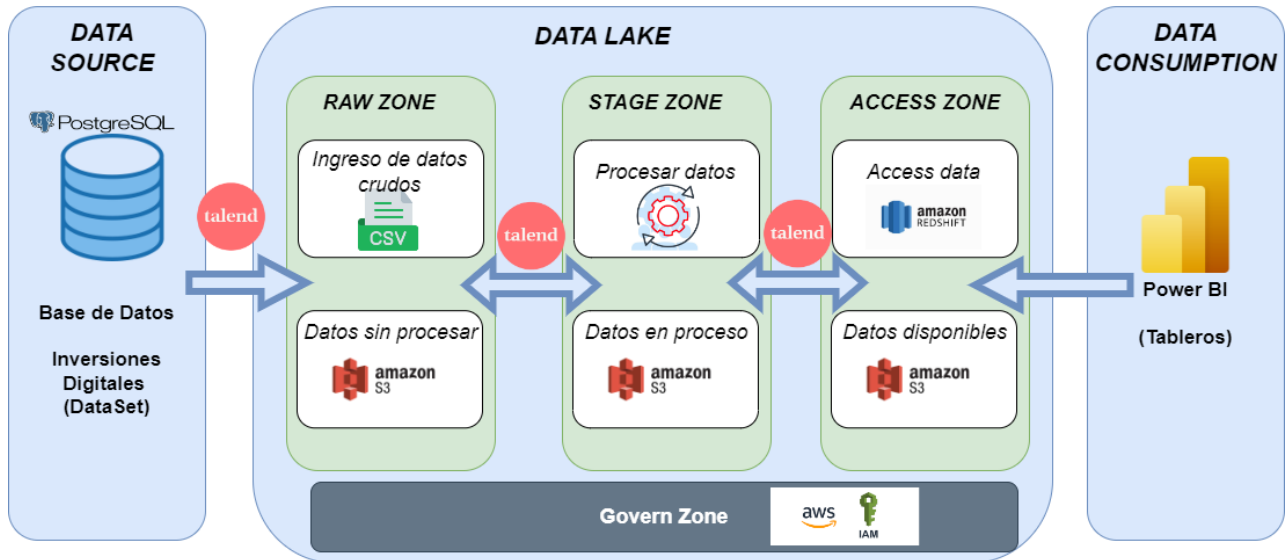 DATA
SOURCE
PostgreSQL
talend
Base de Datos
Inversiones
Digitales
(DataSet)
DATA LAKE
RAW ZONE
Ingreso de datos
crudos
CSV
Datos sin procesar
amazon
S3
talend
STAGE ZONE
Procesar datos
Datos en proceso
amazon
S3
talend
ACCESS ZONE
Access data
amazon
REDSHIFT
Datos disponibles
amazon
S3
Govern Zone
aws
IAM
DATA
CONSUMPTION
Power BI
(Tableros)